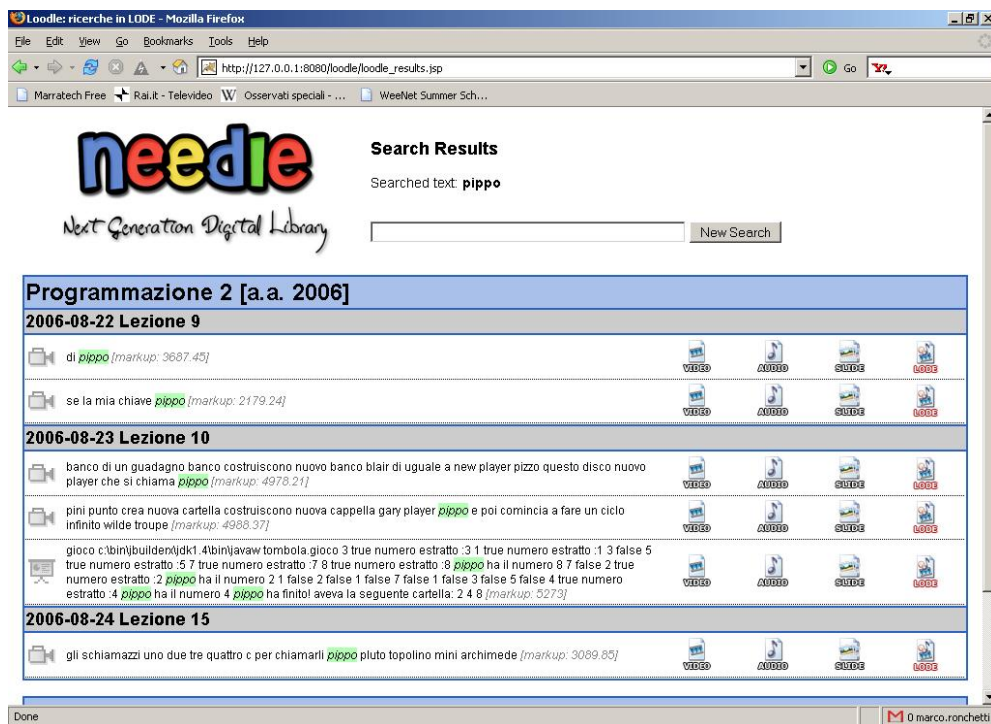 Loodle: ricerche in LODE - Mozilla Firefox
File Edit View Go Bookmarks Tools Help
http://127.0.0.1:8080/loodle/loodle_results.jsp Go
Marratech Free Rai.it - Televideo W Osservati speciali - ... WeeNet Summer Sch...
needle
Next Generation Digital Library
Search Results
Searched text: pippo
New Search
Programmazione 2 [a.a. 2006]
2006-08-22 Lezione 9
di pippo [markup: 3687.45] VIDEO AUDIO SLIDE LODE
se la mia chiave pippo [markup: 2179.24] VIDEO AUDIO SLIDE LODE
2006-08-23 Lezione 10
banco di un guadagno banco costruiscono nuovo banco blair di uguale a new player pizzo questo disco nuovo
player che si chiama pippo [markup: 4978.21] VIDEO AUDIO SLIDE LODE
pini punto crea nuova cartella costruiscono nuova cappella gary player pippo e poi comincia a fare un ciclo
infinito wilde troupe [markup: 4988.37] VIDEO AUDIO SLIDE LODE
gioco c:\bin\jbuilderx\jdk1.4\bin\javaw tombola.gioco 3 true numero estratto :3 1 true numero estratto :1 3 false 5
true numero estratto :5 7 true numero estratto :7 8 true numero estratto :8 pippo ha il numero 8 7 false 2 true
numero estratto :2 pippo ha il numero 2 1 false 2 false 1 false 7 false 1 false 3 false 5 false 4 true numero
estratto :4 pippo ha il numero 4 pippo ha finito! aveva la seguente cartella: 2 4 8 [markup: 5273] VIDEO AUDIO SLIDE LODE
2006-08-24 Lezione 15
gli schiamazzi uno due tre quattro c per chiamarli pippo pluto topolino mini archimede [markup: 3089.85] VIDEO AUDIO SLIDE LODE
Done 0 marco.ronchetti